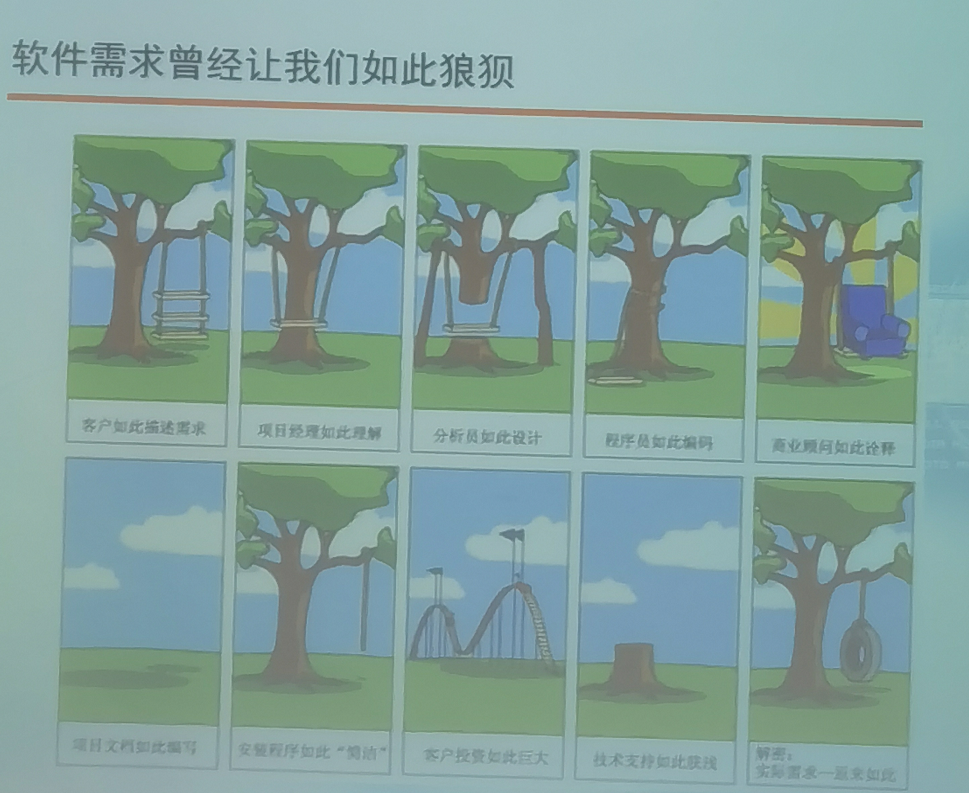 软件需求曾经让我们如此狼狈
客户如此描述需求
项目经理如此理解
分析员如此设计
程序员如此编码
商业顾问如此诠释
项目文档如此编写
安装程序如此“简洁”
客户投资如此巨大
技术支持如此肤浅
解密：
实际需求—原来如此